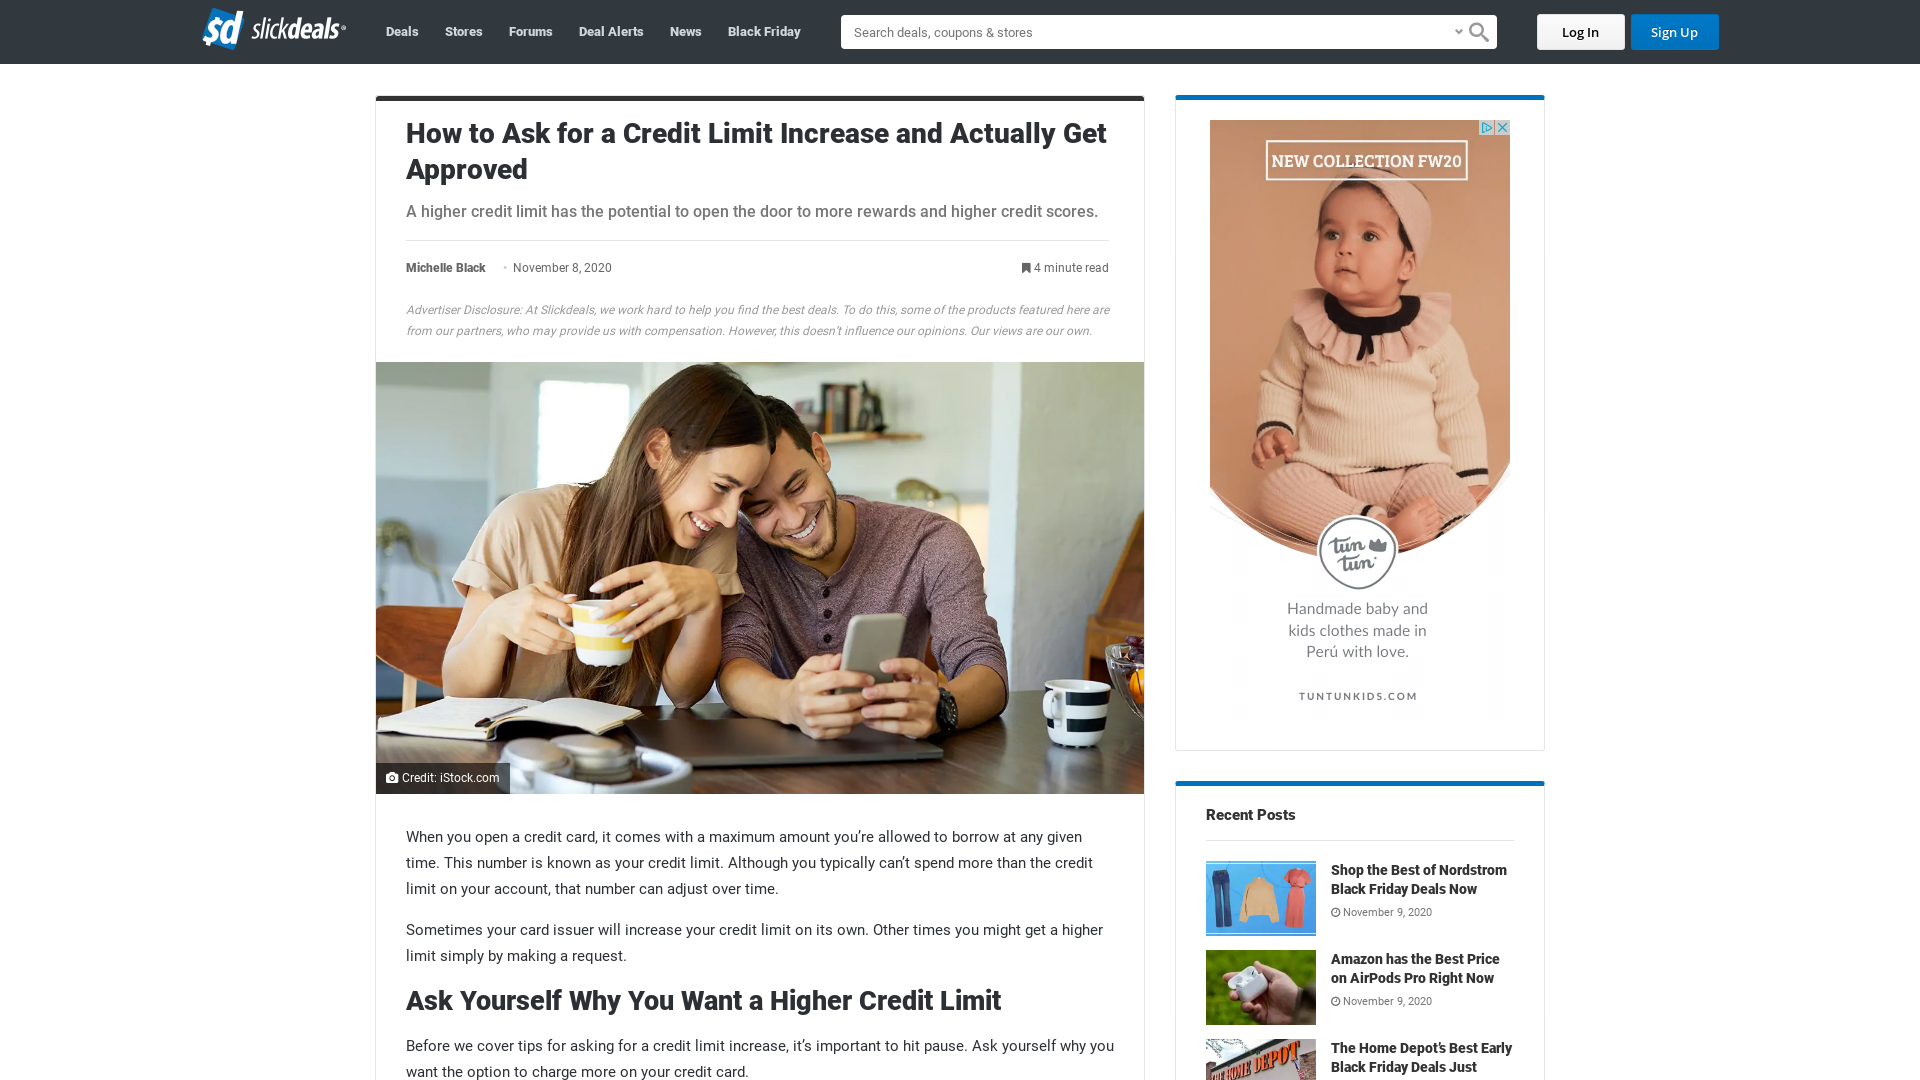 sd slickdeals
Deals
Stores
Forums
Deal Alerts
News
Black Friday
Search deals, coupons & stores
Log In
Sign Up
How to Ask for a Credit Limit Increase and Actually Get
Approved
A higher credit limit has the potential to open the door to more rewards and higher credit scores.
Michelle Black • November 8, 2020
4 minute read
Advertiser Disclosure: At Slickdeals, we work hard to help you find the best deals. To do this, some of the products featured here are
from our partners, who may provide us with compensation. However, this doesn’t influence our opinions. Our views are our own.
Credit: iStock.com
When you open a credit card, it comes with a maximum amount you’re allowed to borrow at any given
time. This number is known as your credit limit. Although you typically can’t spend more than the credit
limit on your account, that number can adjust over time.
Sometimes your card issuer will increase your credit limit on its own. Other times you might get a higher
limit simply by making a request.
Ask Yourself Why You Want a Higher Credit Limit
Before we cover tips for asking for a credit limit increase, it’s important to hit pause. Ask yourself why you
want the option to charge more on your credit card.
NEW COLLECTION FW20
tun
tun
Handmade baby and
kids clothes made in
Perú with love.
TUNTUNKIDS.COM
Recent Posts
Shop the Best of Nordstrom
Black Friday Deals Now
November 9, 2020
Amazon has the Best Price
on AirPods Pro Right Now
November 9, 2020
THE HOME DEPOT
The Home Depot’s Best Early
Black Friday Deals Just